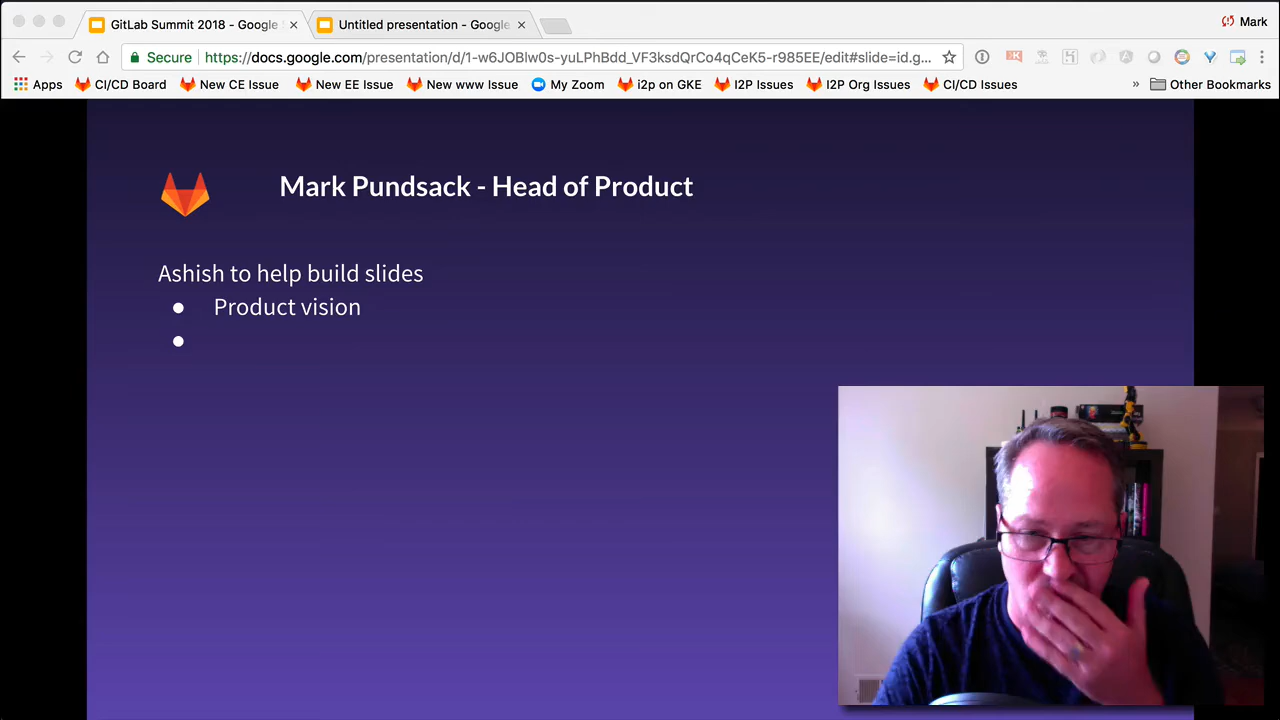 GitLab Summit 2018 - Google
Untitled presentation - Google
Mark
Secure
https://docs.google.com/presentation/d/1-w6JOBlw0s-yuLPhBdd_VF3ksdQrCo4qCeK5-r985EE/edit#slide=id.g...
Apps
CI/CD Board
New CE Issue
New EE Issue
New www Issue
My Zoom
i2p on GKE
I2P Issues
I2P Org Issues
CI/CD Issues
»
Other Bookmarks
Mark Pundsack - Head of Product
Ashish to help build slides
● Product vision
●